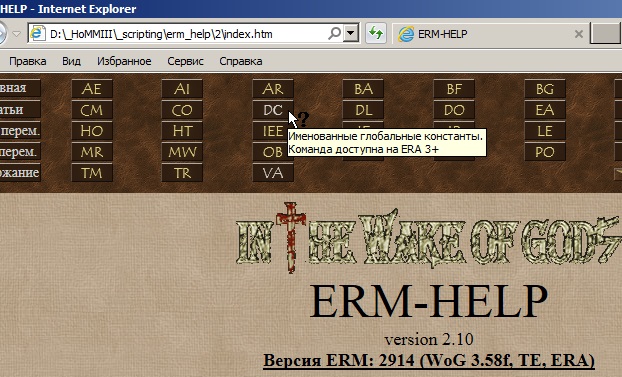 HELP - Internet Explorer
D:\_HoMMIII\_scripting\erm_help\2\index.htm
ERM-HELP
Правка Вид Избранное Сервис Справка
вная AE AI AR BA BF BG
атьи CM CO DC DL DO EA
перем. HO HT IEE LE
перем. MR MW OB PO
ржание TM TR VA
?
Именованные глобальные константы.
Команда доступна на ERA 3+
IN THE WAKE OF GODS
ERM-HELP
version 2.10
Версия ERM: 2914 (WoG 3.58f, TE, ERA)